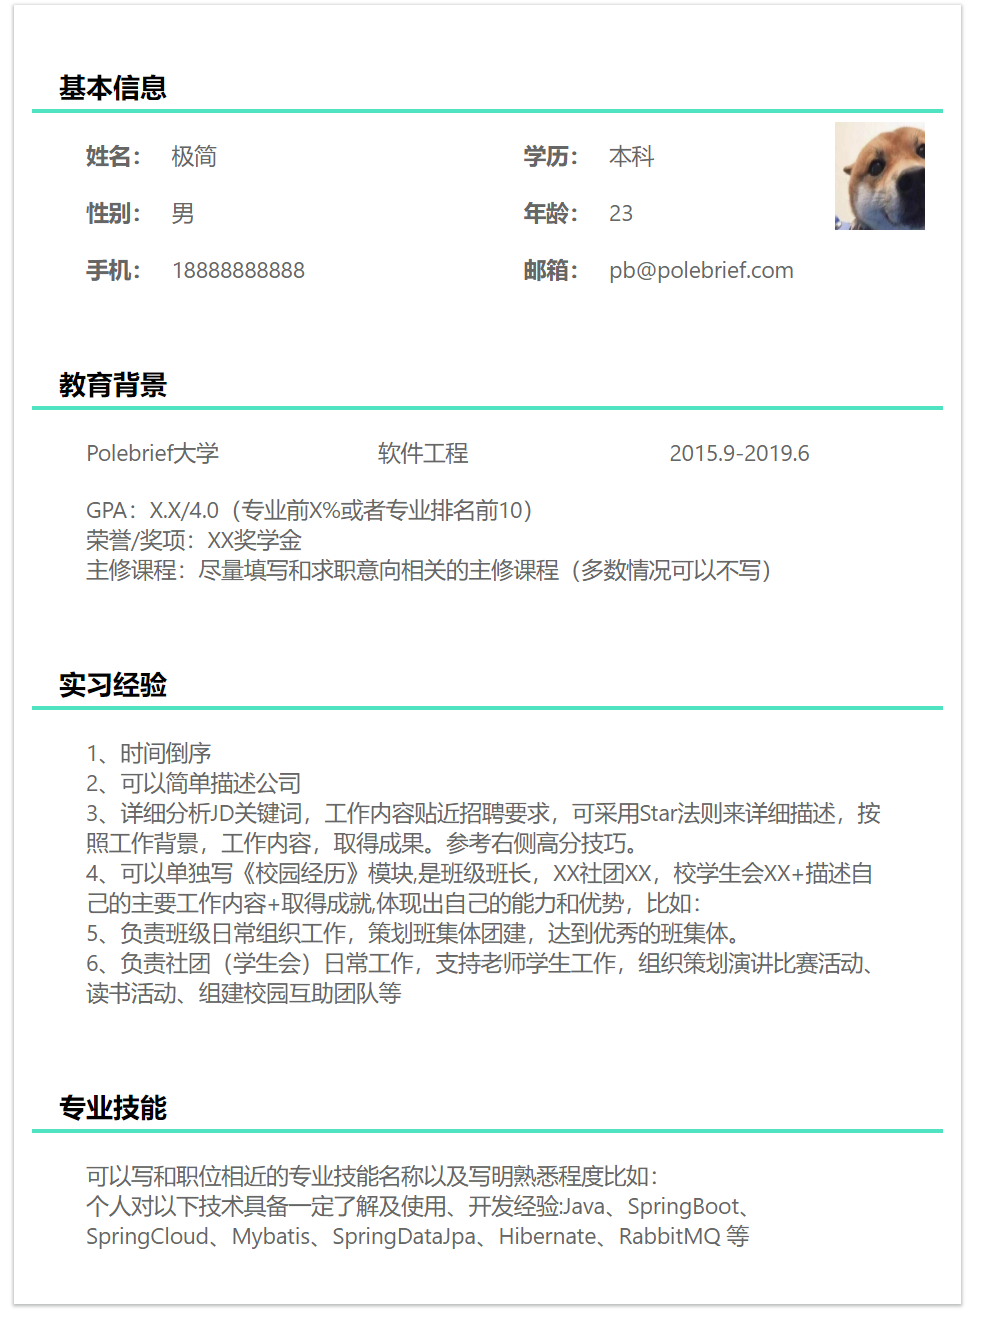 基本信息
姓名： 极简 学历： 本科
性别： 男 年龄： 23
手机： 18888888888 邮箱： pb@polebrief.com
教育背景
Polebrief大学 软件工程 2015.9-2019.6
GPA：X.X/4.0（专业前X%或者专业排名前10）
荣誉/奖项：XX奖学金
主修课程：尽量填写和求职意向相关的主修课程（多数情况可以不写）
实习经验
1、时间倒序
2、可以简单描述公司
3、详细分析JD关键词，工作内容贴近招聘要求，可采用Star法则来详细描述，按
照工作背景，工作内容，取得成果。参考右侧高分技巧。
4、可以单独写《校园经历》模块,是班级班长，XX社团XX，校学生会XX+描述自
己的主要工作内容+取得成就,体现出自己的能力和优势，比如：
5、负责班级日常组织工作，策划班集体团建，达到优秀的班集体。
6、负责社团（学生会）日常工作，支持老师学生工作，组织策划演讲比赛活动、
读书活动、组建校园互助团队等
专业技能
可以写和职位相近的专业技能名称以及写明熟悉程度比如：
个人对以下技术具备一定了解及使用、开发经验:Java、SpringBoot、
SpringCloud、Mybatis、SpringDataJpa、Hibernate、RabbitMQ 等